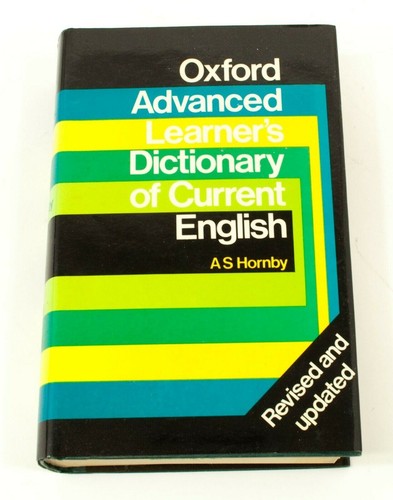 Oxford
Advanced
Learner's
Dictionary
of Current
English
A S Hornby
Revised and
updated